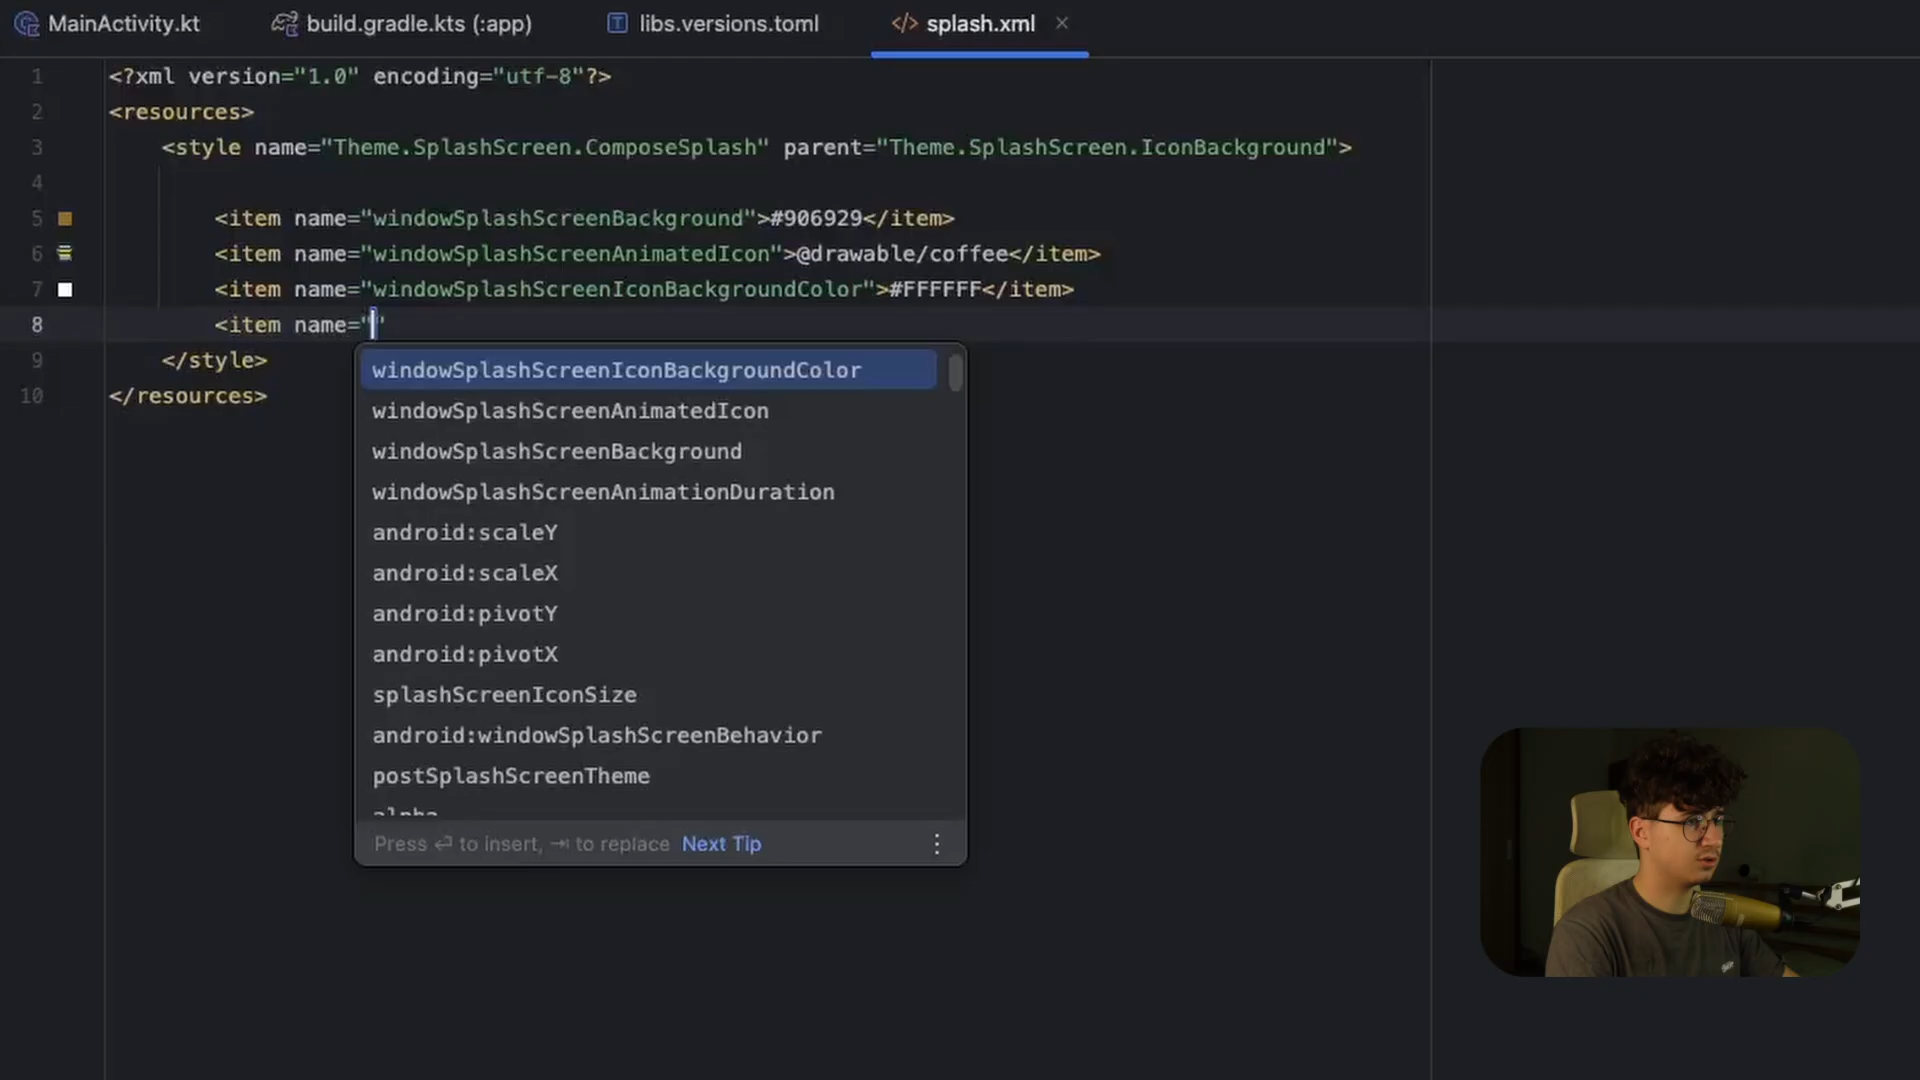 MainActivity.kt build.gradle.kts (:app) libs.versions.toml </> splash.xml ×
1 <?xml version="1.0" encoding="utf-8"?>
2 <resources>
3 <style name="Theme.SplashScreen.ComposeSplash" parent="Theme.SplashScreen.IconBackground">
4
5 <item name="windowSplashScreenBackground">#906929</item>
6 <item name="windowSplashScreenAnimatedIcon">@drawable/coffee</item>
7 <item name="windowSplashScreenIconBackgroundColor">#FFFFFF</item>
8 <item name=""
9 </style>
10 </resources>
windowSplashScreenIconBackgroundColor
windowSplashScreenAnimatedIcon
windowSplashScreenBackground
windowSplashScreenAnimationDuration
android:scaleY
android:scaleX
android:pivotY
android:pivotX
splashScreenIconSize
android:windowSplashScreenBehavior
postSplashScreenTheme
alpha
Press ⏎ to insert, ⇥ to replace Next Tip